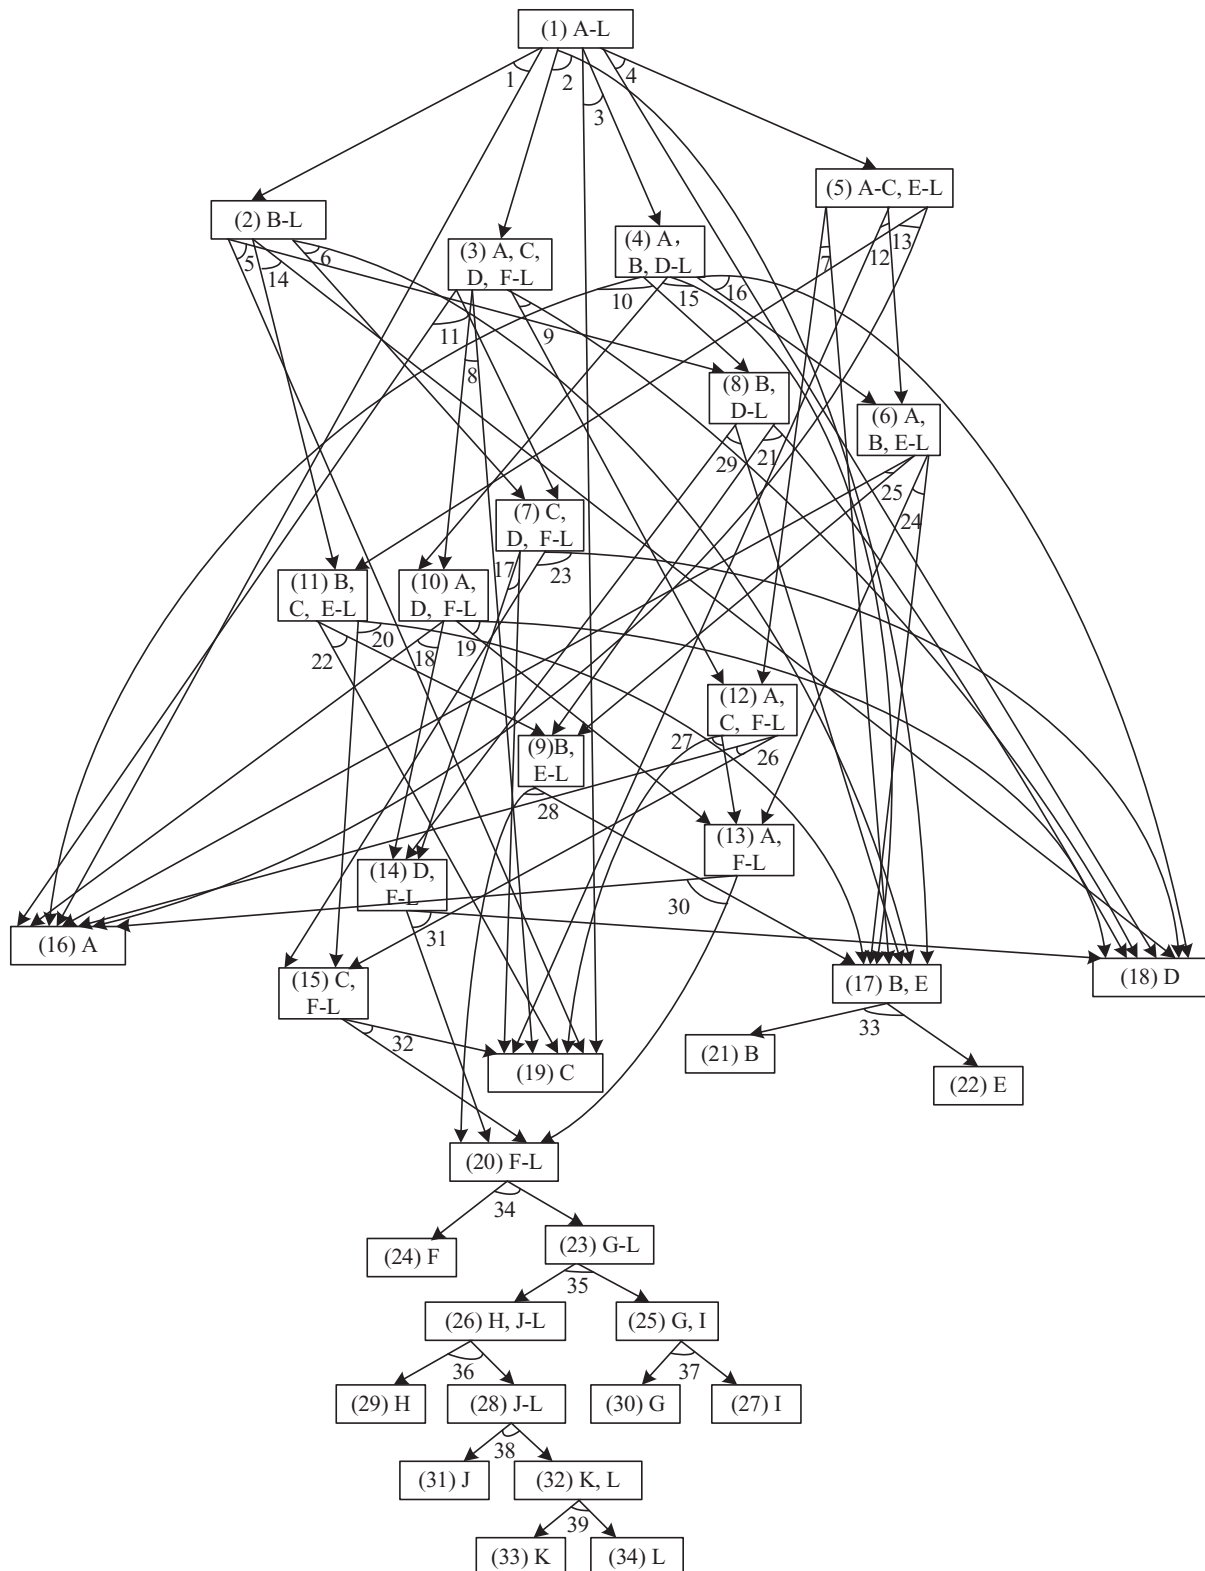 (1) A-L
1
2
3
4
(2) B-L
(3) A, C,
D, F-L
(4) A,
B, D-L
(5) A-C, E-L
5
14
6
11
8
9
10
15
16
7
12
13
(8) B,
D-L
(6) A,
B, E-L
29
21
25
24
(7) C,
D, F-L
17
23
(11) B,
C, E-L
(10) A,
D, F-L
22
20
18
19
(12) A,
C, F-L
27
26
(9)B,
E-L
28
(13) A,
F-L
30
(14) D,
F-L
31
(16) A
(15) C,
F-L
32
(17) B, E
(18) D
33
(19) C
(21) B
(22) E
(20) F-L
34
(24) F
(23) G-L
35
(26) H, J-L
(25) G, I
36
37
(29) H
(28) J-L
(30) G
(27) I
38
(31) J
(32) K, L
39
(33) K
(34) L